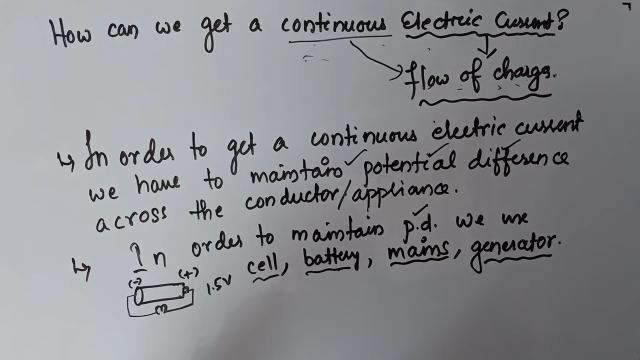 How can we get a continuous Electric Current?
flow of charge.
↳ In order to get a continuous electric current
we have to maintain potential difference
across the conductor/appliance.
↳ In order to maintain p.d. we use
cell, battery, mains, generator.
(-) (+) 1.5V